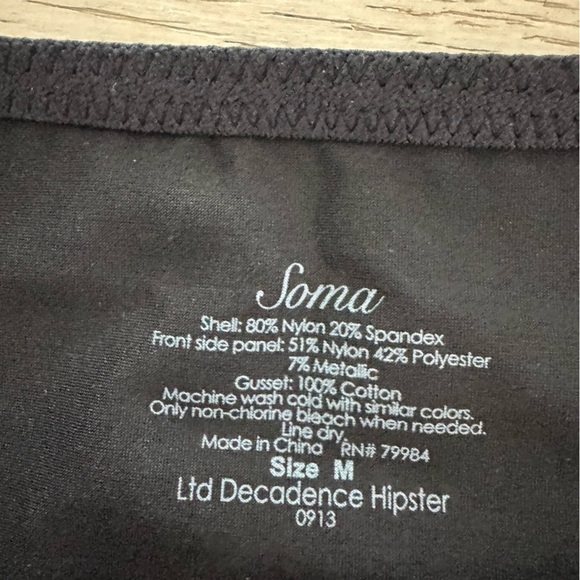 Soma
Shell: 80% Nylon 20% Spandex
Front side panel: 51% Nylon 42% Polyester
7% Metallic
Gusset: 100% Cotton
Machine wash cold with similar colors.
Only non-chlorine bleach when needed.
Line dry.
Made in China RN# 79984
Size M
Ltd Decadence Hipster
0913